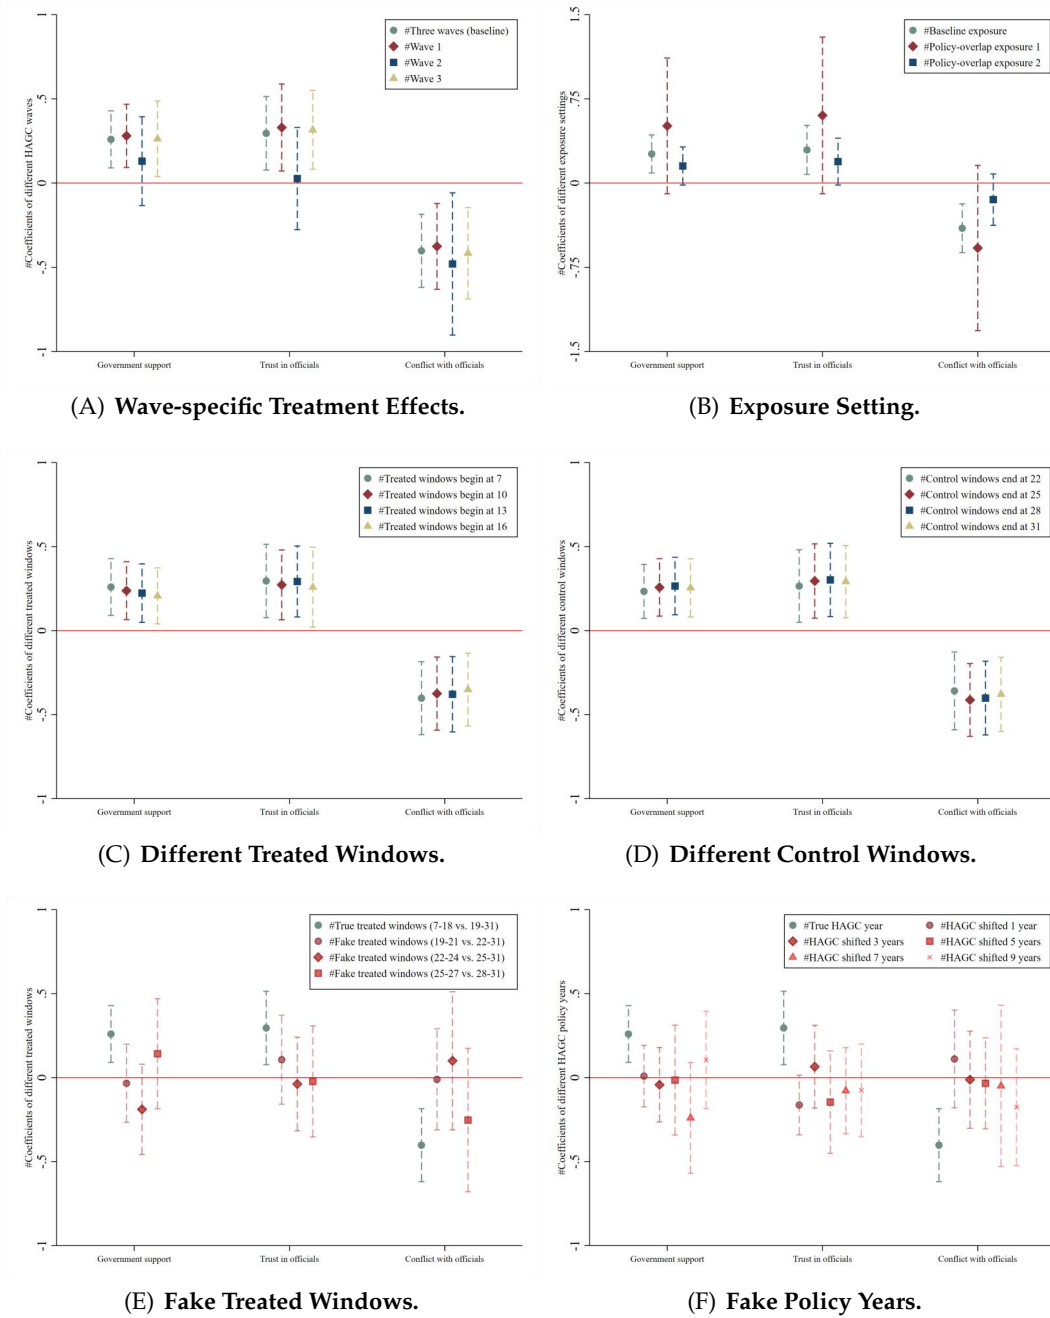 #Coefficients of different HAGC waves
1
.5
0
-.5
-1
#Three waves (baseline)
#Wave 1
#Wave 2
#Wave 3
Government support
Trust in officials
Conflict with officials
(A) Wave-specific Treatment Effects.
#Coefficients of different exposure settings
1.5
.75
0
-.75
-1.5
#Baseline exposure
#Policy-overlap exposure 1
#Policy-overlap exposure 2
Government support
Trust in officials
Conflict with officials
(B) Exposure Setting.
#Coefficients of different treated windows
1
.5
0
-.5
-1
#Treated windows begin at 7
#Treated windows begin at 10
#Treated windows begin at 13
#Treated windows begin at 16
Government support
Trust in officials
Conflict with officials
(C) Different Treated Windows.
#Coefficients of different control windows
1
.5
0
-.5
-1
#Control windows end at 22
#Control windows end at 25
#Control windows end at 28
#Control windows end at 31
Government support
Trust in officials
Conflict with officials
(D) Different Control Windows.
#Coefficients of different treated windows
1
.5
0
-.5
-1
#True treated windows (7-18 vs. 19-31)
#Fake treated windows (19-21 vs. 22-31)
#Fake treated windows (22-24 vs. 25-31)
#Fake treated windows (25-27 vs. 28-31)
Government support
Trust in officials
Conflict with officials
(E) Fake Treated Windows.
#Coefficients of different HAGC policy years
1
.5
0
-.5
-1
#True HAGC year #HAGC shifted 1 year
#HAGC shifted 3 years #HAGC shifted 5 years
#HAGC shifted 7 years #HAGC shifted 9 years
Government support
Trust in officials
Conflict with officials
(F) Fake Policy Years.